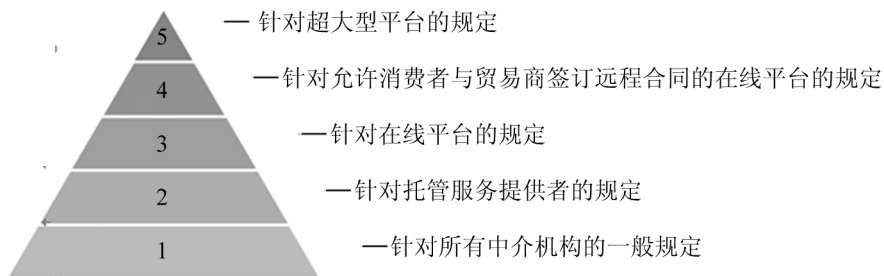 5 — 针对超大型平台的规定
4 —针对允许消费者与贸易商签订远程合同的在线平台的规定
3 —针对在线平台的规定
2 —针对托管服务提供者的规定
1 —针对所有中介机构的一般规定